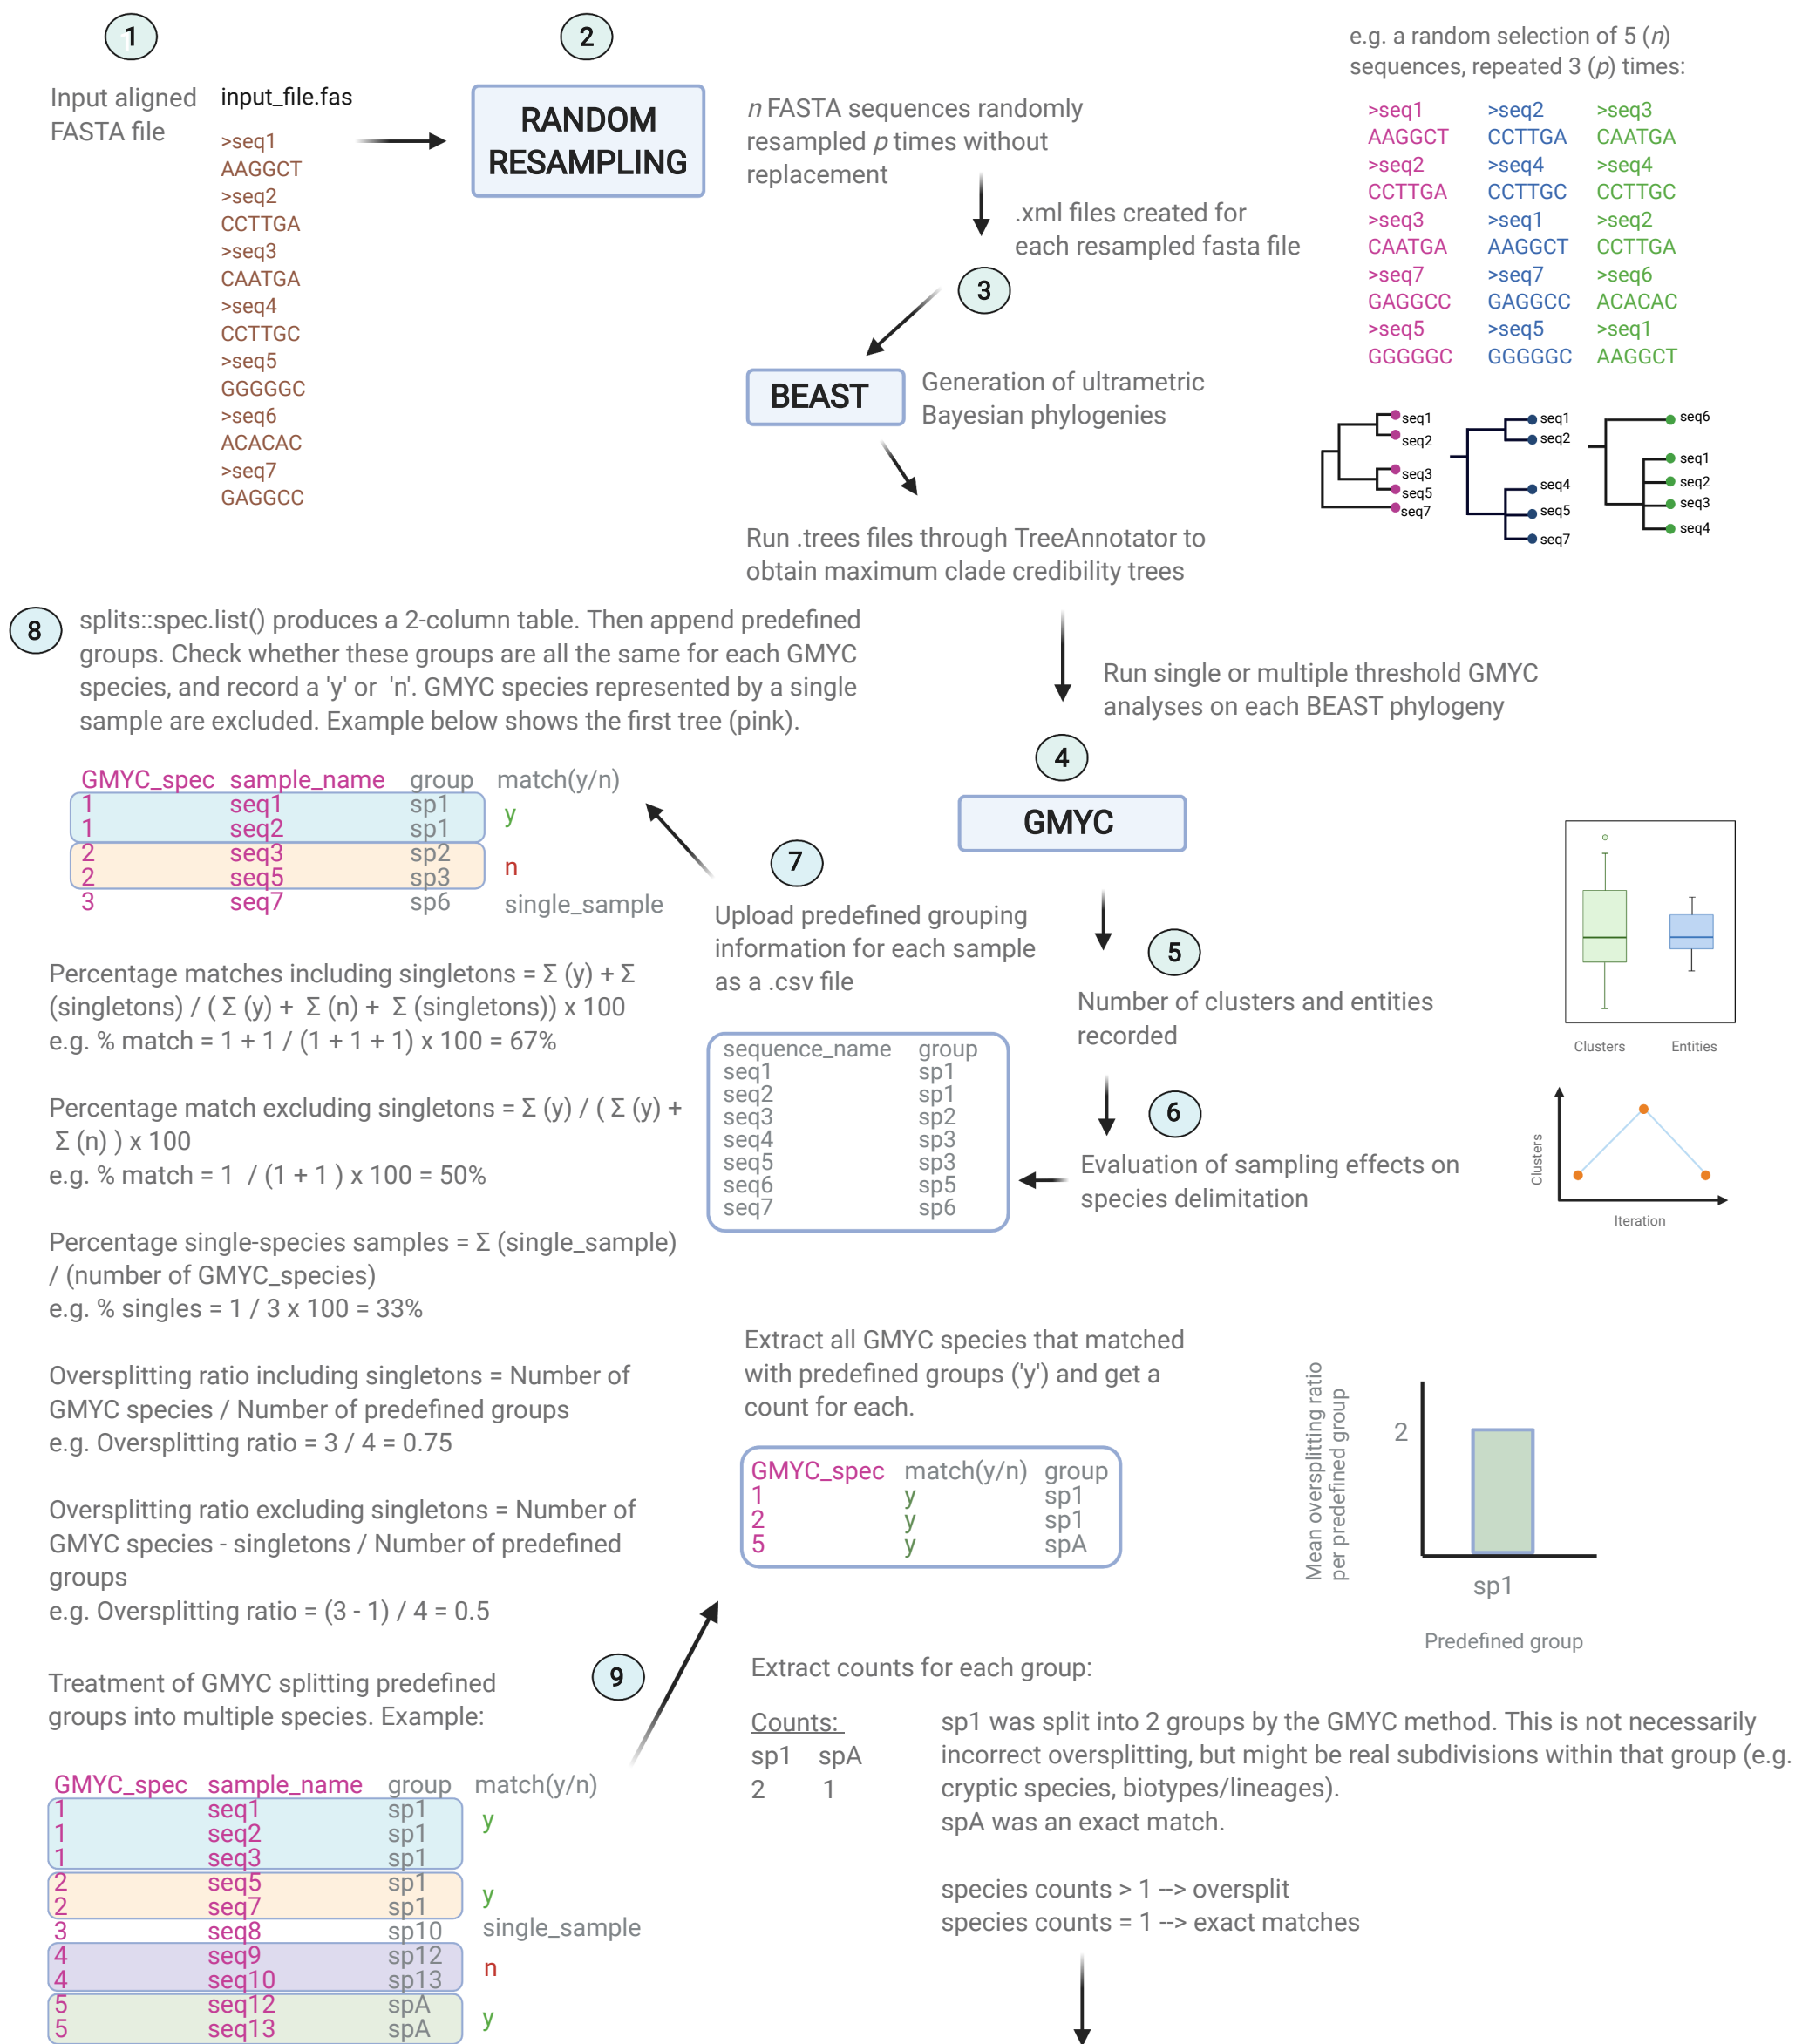 1
Input aligned
FASTA file
input_file.fas
>seq1
AAGGCT
>seq2
CCTTGA
>seq3
CAATGA
>seq4
CCTTGC
>seq5
GGGGGC
>seq6
ACACAC
>seq7
GAGGCC
2
RANDOM
RESAMPLING
n FASTA sequences randomly
resampled p times without
replacement
.xml files created for
each resampled fasta file
e.g. a random selection of 5 (n)
sequences, repeated 3 (p) times:
>seq1 >seq2 >seq3
AAGGCT CCTTGA CAATGA
>seq2 >seq4 >seq4
CCTTGA CCTTGC CCTTGC
>seq3 >seq1 >seq2
CAATGA AAGGCT CCTTGA
>seq7 >seq7 >seq6
GAGGCC GAGGCC ACACAC
>seq5 >seq5 >seq1
GGGGGC GGGGGC AAGGCT
3
BEAST
Generation of ultrametric
Bayesian phylogenies
seq1
seq2
seq3
seq5
seq7
seq1
seq2
seq4
seq5
seq7
seq6
seq1
seq2
seq3
seq4
Run .trees files through TreeAnnotator to
obtain maximum clade credibility trees
Run single or multiple threshold GMYC
analyses on each BEAST phylogeny
4
GMYC
5
Number of clusters and entities
recorded
Clusters Entities
6
Evaluation of sampling effects on
species delimitation
Clusters
Iteration
7
Upload predefined grouping
information for each sample
as a .csv file
sequence_name group
seq1 sp1
seq2 sp1
seq3 sp2
seq4 sp3
seq5 sp3
seq6 sp5
seq7 sp6
8
splits::spec.list() produces a 2-column table. Then append predefined
groups. Check whether these groups are all the same for each GMYC
species, and record a 'y' or 'n'. GMYC species represented by a single
sample are excluded. Example below shows the first tree (pink).
GMYC_spec sample_name group match(y/n)
1 seq1 sp1
y
1 seq2 sp1
2 seq3 sp2
n
2 seq5 sp3
3 seq7 sp6 single_sample
Percentage matches including singletons = Σ (y) + Σ
(singletons) / ( Σ (y) + Σ (n) + Σ (singletons)) x 100
e.g. % match = 1 + 1 / (1 + 1 + 1) x 100 = 67%
Percentage match excluding singletons = Σ (y) / ( Σ (y) +
Σ (n) ) x 100
e.g. % match = 1 / (1 + 1 ) x 100 = 50%
Percentage single-species samples = Σ (single_sample)
/ (number of GMYC_species)
e.g. % singles = 1 / 3 x 100 = 33%
Oversplitting ratio including singletons = Number of
GMYC species / Number of predefined groups
e.g. Oversplitting ratio = 3 / 4 = 0.75
Oversplitting ratio excluding singletons = Number of
GMYC species - singletons / Number of predefined
groups
e.g. Oversplitting ratio = (3 - 1) / 4 = 0.5
9
Treatment of GMYC splitting predefined
groups into multiple species. Example:
GMYC_spec sample_name group match(y/n)
1 seq1 sp1
y
1 seq2 sp1
1 seq3 sp1
2 seq5 sp1
y
2 seq7 sp1
3 seq8 sp10 single_sample
4 seq9 sp12
n
4 seq10 sp13
5 seq12 spA
y
5 seq13 spA
Extract all GMYC species that matched
with predefined groups ('y') and get a
count for each.
GMYC_spec match(y/n) group
1 y sp1
2 y sp1
5 y spA
Mean oversplitting ratio
per predefined group
2
sp1
Predefined group
Extract counts for each group:
Counts:
sp1 spA
2 1
sp1 was split into 2 groups by the GMYC method. This is not necessarily
incorrect oversplitting, but might be real subdivisions within that group (e.g.
cryptic species, biotypes/lineages).
spA was an exact match.
species counts > 1 --> oversplit
species counts = 1 --> exact matches